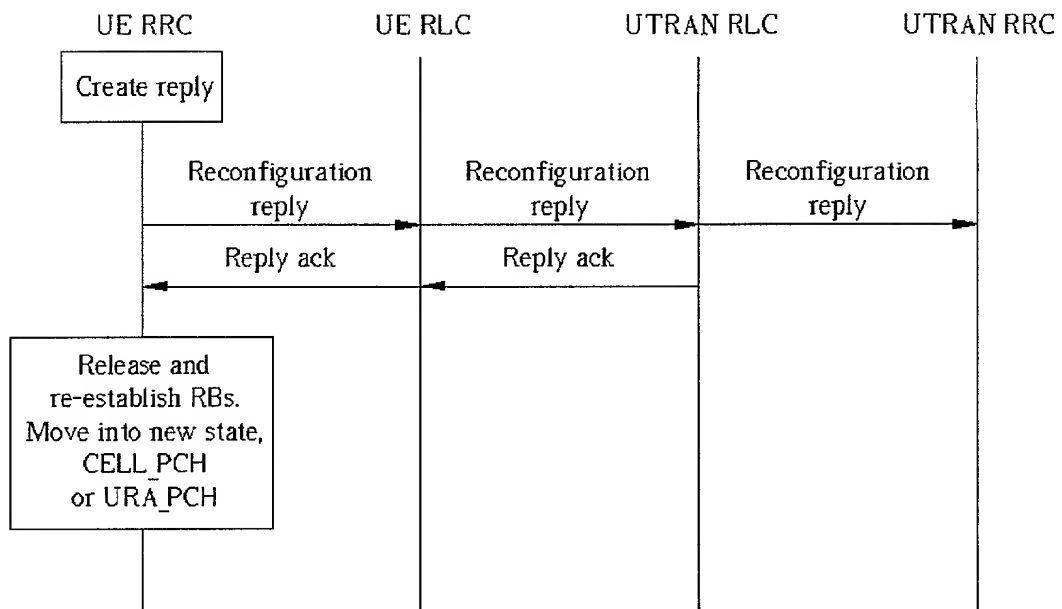 UE RRC UE RLC UTRAN RLC UTRAN RRC
Create reply
Reconfiguration Reconfiguration Reconfiguration
reply reply reply
Reply ack Reply ack
Release and
re-establish RBs.
Move into new state,
CELL_PCH
or URA_PCH